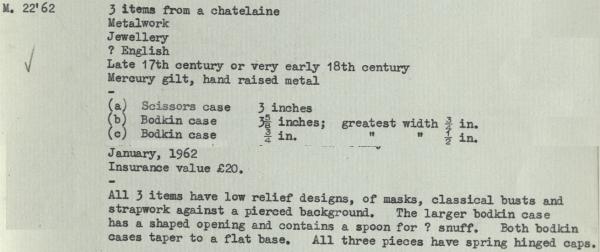 M. 22'62 3 items from a chatelaine
Metalwork
Jewellery
? English
Late 17th century or very early 18th century
Mercury gilt, hand raised metal
-
(a) Scissors case 3 inches
(b) Bodkin case 3⅝ inches; greatest width ¾ in.
(c) Bodkin case ¾ in. " " ½ in.
January, 1962
Insurance value £20.
-
All 3 items have low relief designs, of masks, classical busts and
strapwork against a pierced background. The larger bodkin case
has a shaped opening and contains a spoon for ? snuff. Both bodkin
cases taper to a flat base. All three pieces have spring hinged caps.